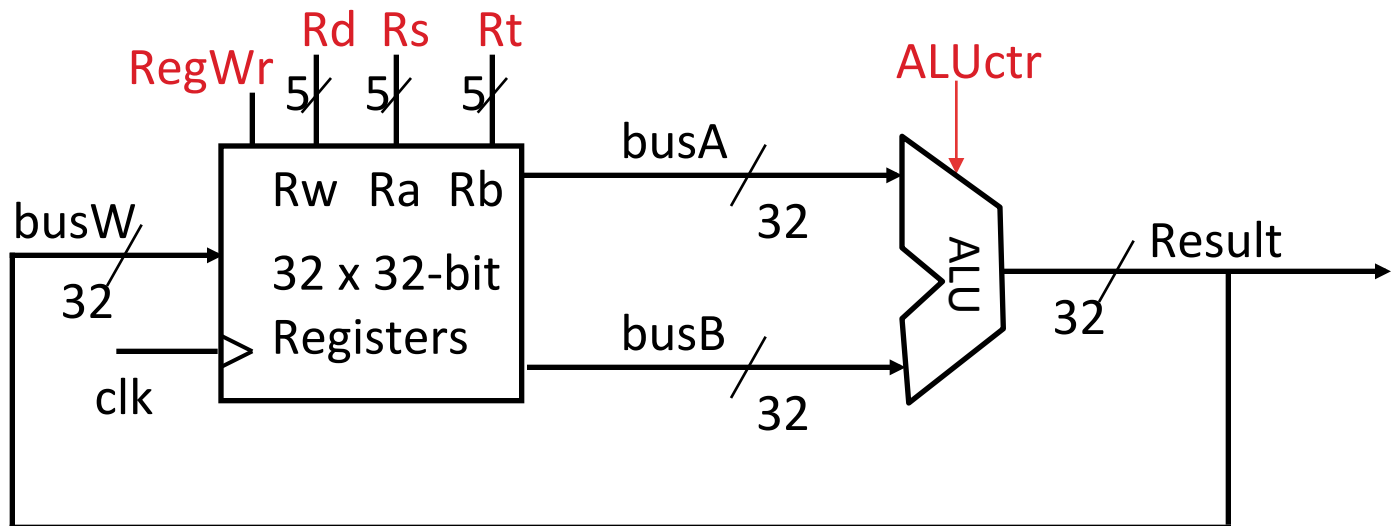 Rd Rs Rt
RegWr
5 5 5
ALUctr
busA
32
Rw Ra Rb
busW
32
32 x 32-bit
Registers
clk
ALU
Result
32
busB
32